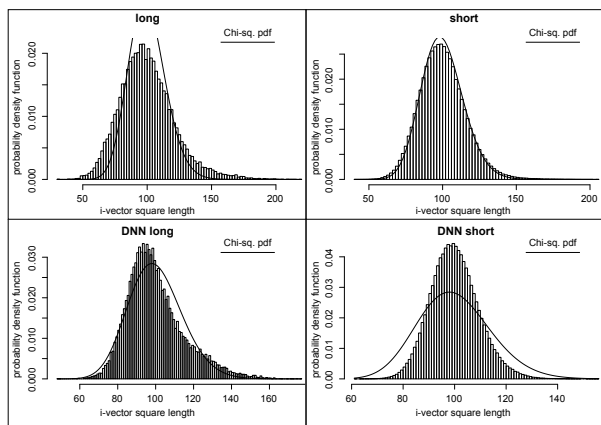 long
Chi-sq. pdf
probability density function
0.000 0.010 0.020
50 100 150 200
i-vector square length
short
Chi-sq. pdf
probability density function
0.000 0.010 0.020
50 100 150 200
i-vector square length
DNN long
Chi-sq. pdf
probability density function
0.000 0.010 0.020 0.030
60 80 100 120 140 160
i-vector square length
DNN short
Chi-sq. pdf
probability density function
0.00 0.01 0.02 0.03 0.04
60 80 100 120 140
i-vector square length